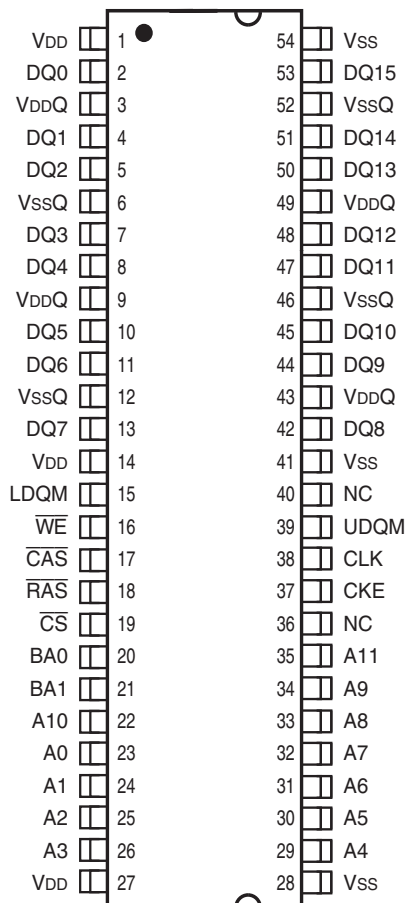 VDD 1 54 VSS
DQ0 2 53 DQ15
VDDQ 3 52 VSSQ
DQ1 4 51 DQ14
DQ2 5 50 DQ13
VSSQ 6 49 VDDQ
DQ3 7 48 DQ12
DQ4 8 47 DQ11
VDDQ 9 46 VSSQ
DQ5 10 45 DQ10
DQ6 11 44 DQ9
VSSQ 12 43 VDDQ
DQ7 13 42 DQ8
VDD 14 41 VSS
LDQM 15 40 NC
W̅E̅ 16 39 UDQM
C̅A̅S̅ 17 38 CLK
R̅A̅S̅ 18 37 CKE
C̅S̅ 19 36 NC
BA0 20 35 A11
BA1 21 34 A9
A10 22 33 A8
A0 23 32 A7
A1 24 31 A6
A2 25 30 A5
A3 26 29 A4
VDD 27 28 VSS